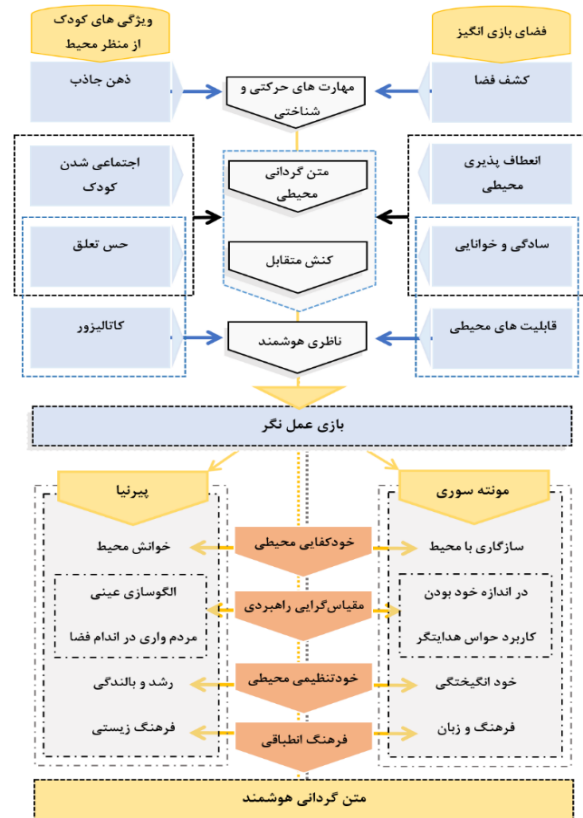 فضای بازی انگیز
ویژگی های کودک
از منظر محیط
کشف فضا
مهارت های حرکتی و
شناختی
ذهن جاذب
انعطاف پذیری
محیطی
متن گردانی
محیطی
اجتماعی شدن
کودک
سادگی و خوانایی
کنش متقابل
حس تعلق
قابلیت های محیطی
ناظری هوشمند
کاتالیزور
بازی عمل نگر
مونته سوری
پیرنیا
سازگاری با محیط
خودکفایی محیطی
خوانش محیط
در اندازه خود بودن
کاربرد حواس هدایتگر
مقیاس‌گرایی راهبردی
الگوسازی عینی
مردم واری در اندام فضا
خود انگیختگی
خودتنظیمی محیطی
رشد و بالندگی
فرهنگ و زبان
فرهنگ انطباقی
فرهنگ زیستی
متن گردانی هوشمند